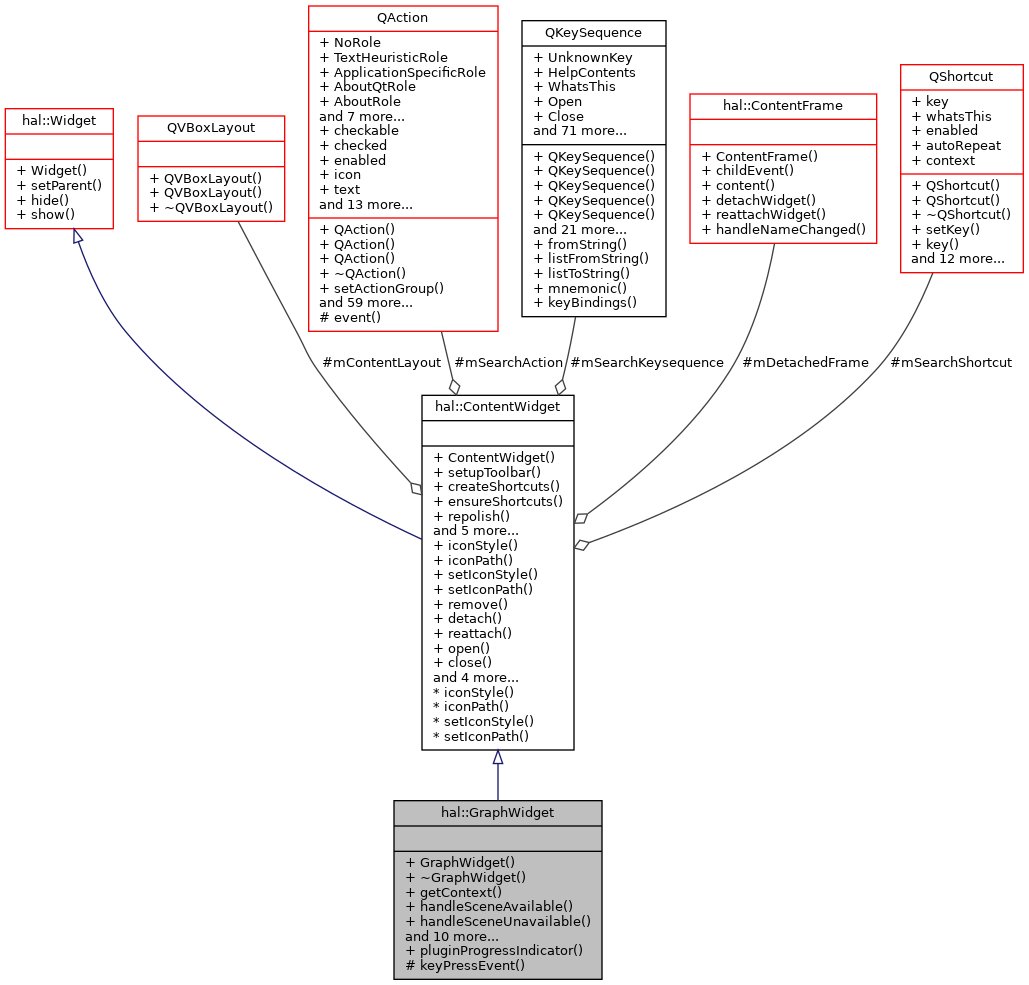 hal::Widget
+ Widget()
+ setParent()
+ hide()
+ show()
QVBoxLayout
+ QVBoxLayout()
+ QVBoxLayout()
+ ~QVBoxLayout()
QAction
+ NoRole
+ TextHeuristicRole
+ ApplicationSpecificRole
+ AboutQtRole
+ AboutRole
and 7 more...
+ checkable
+ checked
+ enabled
+ icon
+ text
and 13 more...
+ QAction()
+ QAction()
+ QAction()
+ ~QAction()
+ setActionGroup()
and 59 more...
# event()
QKeySequence
+ UnknownKey
+ HelpContents
+ WhatsThis
+ Open
+ Close
and 71 more...
+ QKeySequence()
+ QKeySequence()
+ QKeySequence()
+ QKeySequence()
+ QKeySequence()
and 21 more...
+ fromString()
+ listFromString()
+ listToString()
+ mnemonic()
+ keyBindings()
hal::ContentFrame
+ ContentFrame()
+ childEvent()
+ content()
+ detachWidget()
+ reattachWidget()
+ handleNameChanged()
QShortcut
+ key
+ whatsThis
+ enabled
+ autoRepeat
+ context
+ QShortcut()
+ QShortcut()
+ ~QShortcut()
+ setKey()
+ key()
and 12 more...
#mContentLayout
#mSearchAction
#mSearchKeysequence
#mDetachedFrame
#mSearchShortcut
hal::ContentWidget
+ ContentWidget()
+ setupToolbar()
+ createShortcuts()
+ ensureShortcuts()
+ repolish()
and 5 more...
+ iconStyle()
+ iconPath()
+ setIconStyle()
+ setIconPath()
+ remove()
+ detach()
+ reattach()
+ open()
+ close()
and 4 more...
* iconStyle()
* iconPath()
* setIconStyle()
* setIconPath()
hal::GraphWidget
+ GraphWidget()
+ ~GraphWidget()
+ getContext()
+ handleSceneAvailable()
+ handleSceneUnavailable()
and 10 more...
+ pluginProgressIndicator()
# keyPressEvent()